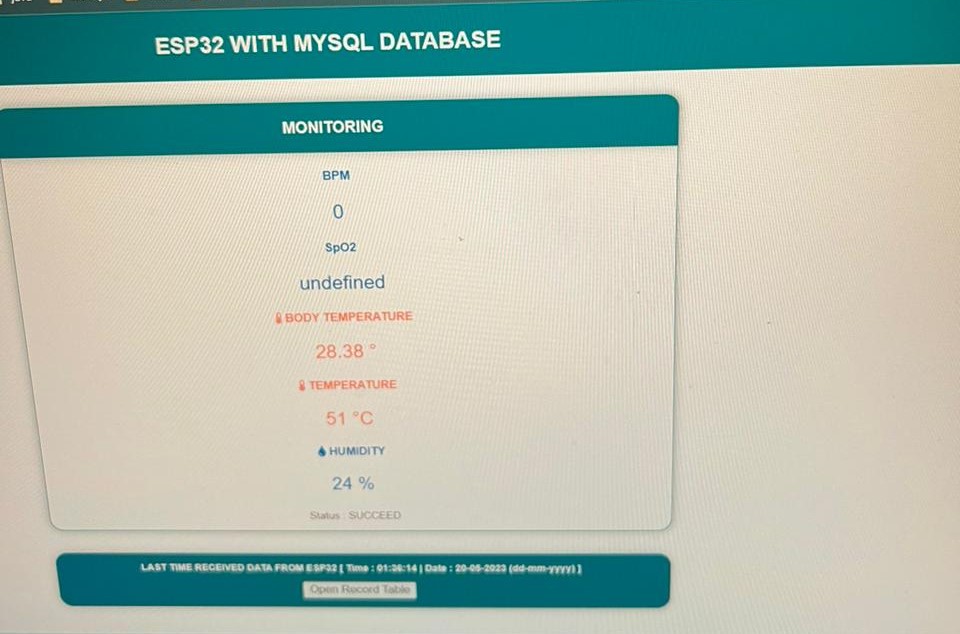 ESP32 WITH MYSQL DATABASE
MONITORING
BPM
0
SpO2
undefined
BODY TEMPERATURE
28.38 °
TEMPERATURE
51 °C
HUMIDITY
24 %
Status : SUCCEED
LAST TIME RECEIVED DATA FROM ESP32 [ Time : 01:36:14 | Date : 20-05-2023 (dd-mm-yyyy) ]
Open Record Table